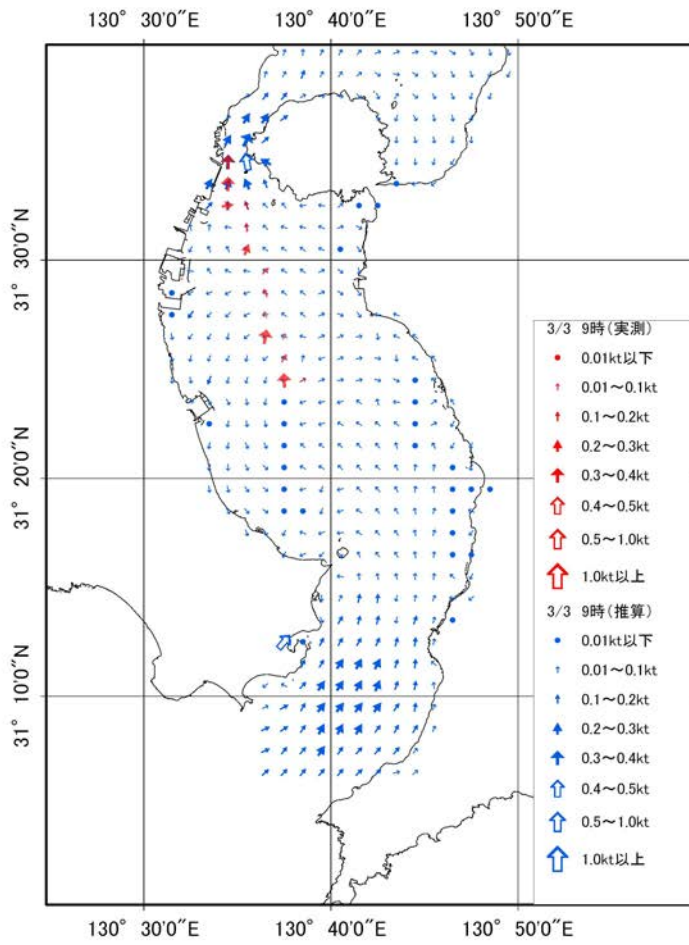 130° 30'0"E 130° 40'0"E 130° 50'0"E
31° 30'0"N
31° 20'0"N
31° 10'0"N
3/3 9時(実測)
0.01kt以下
0.01～0.1kt
0.1～0.2kt
0.2～0.3kt
0.3～0.4kt
0.4～0.5kt
0.5～1.0kt
1.0kt以上
3/3 9時(推算)
0.01kt以下
0.01～0.1kt
0.1～0.2kt
0.2～0.3kt
0.3～0.4kt
0.4～0.5kt
0.5～1.0kt
1.0kt以上
130° 30'0"E 130° 40'0"E 130° 50'0"E